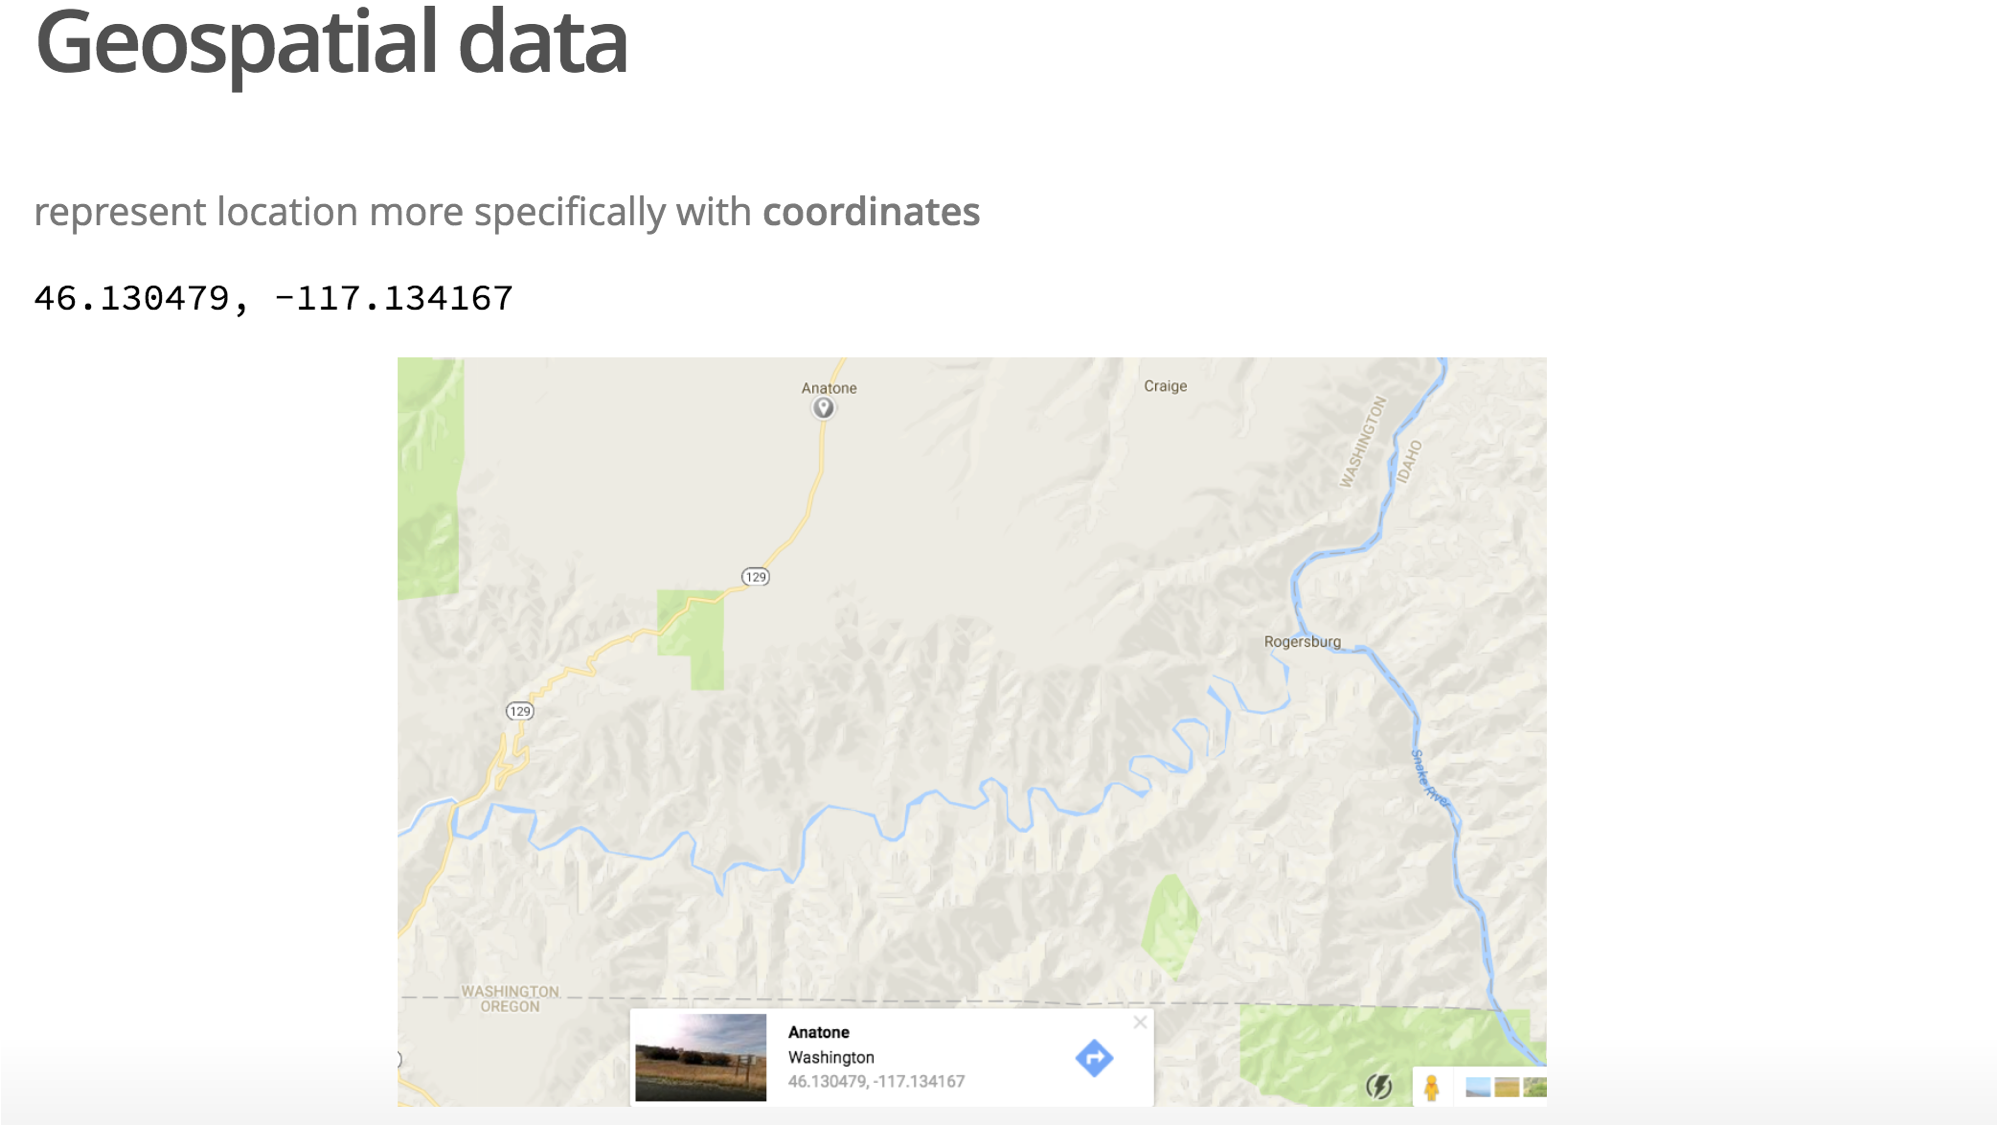 Geospatial data
represent location more specifically with coordinates
46.130479, -117.134167
Anatone
Craige
WASHINGTON
IDAHO
129
Rogersburg
129
Snake River
WASHINGTON
OREGON
Anatone
Washington
46.130479, -117.134167